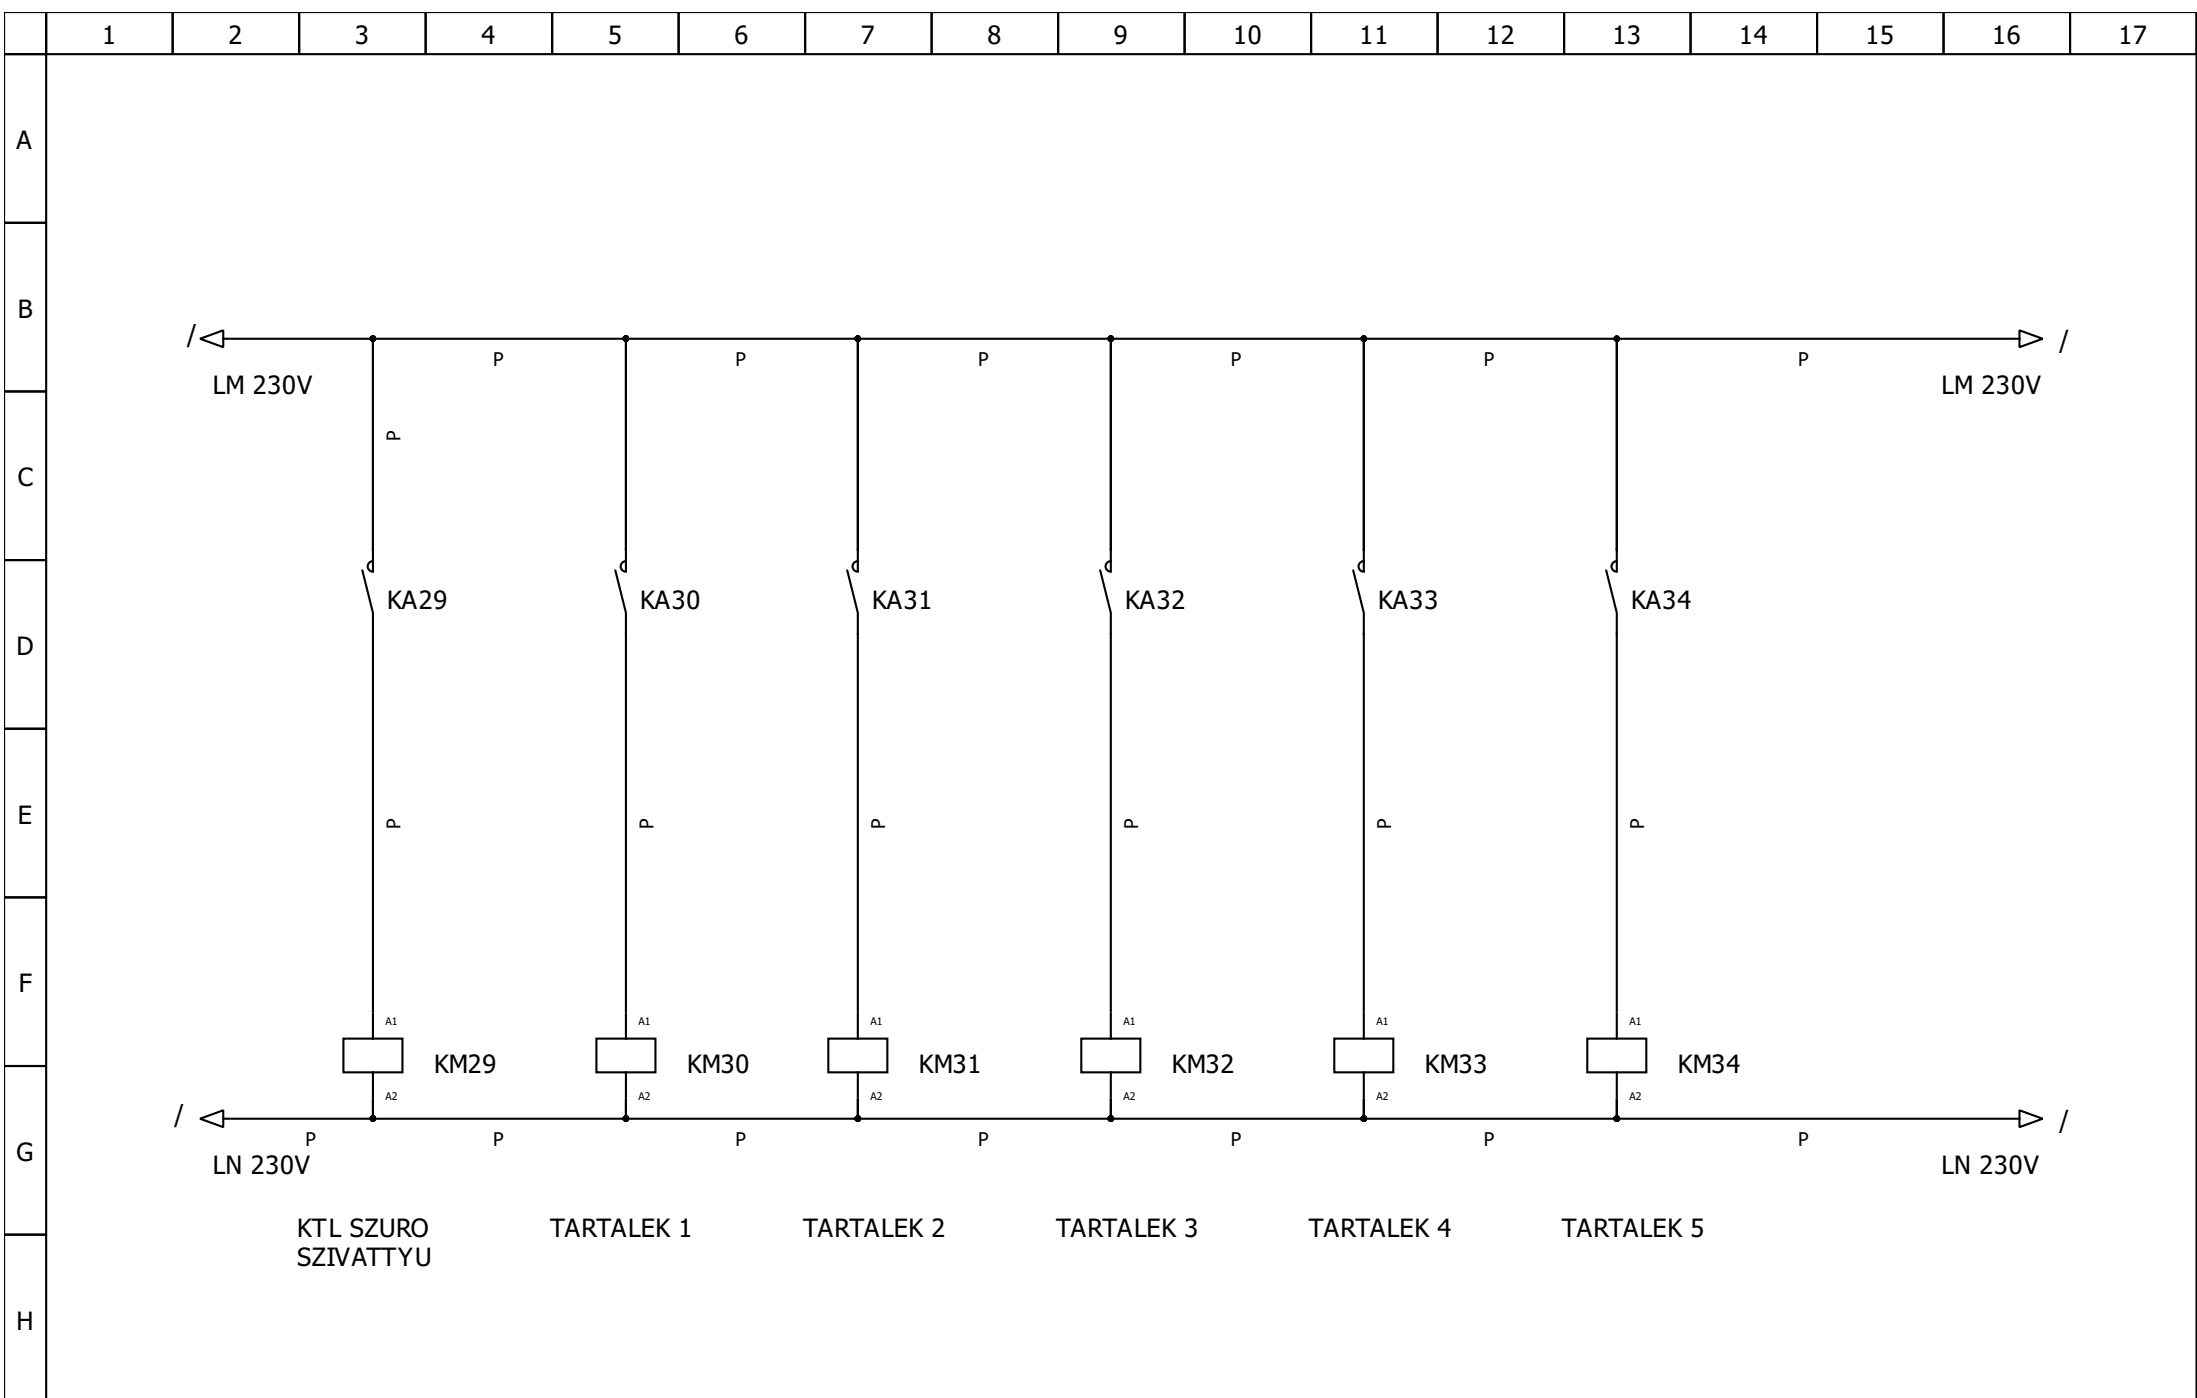 1 2 3 4 5 6 7 8 9 10 11 12 13 14 15 16 17
A
B
/ /
P P P P P P
LM 230V LM 230V
P
C
KA29 KA30 KA31 KA32 KA33 KA34
D
E
P P P P P P
F
A1 A1 A1 A1 A1 A1
KM29 KM30 KM31 KM32 KM33 KM34
A2 A2 A2 A2 A2 A2
/ /
P P P P P P P
G
LN 230V LN 230V
KTL SZURO TARTALEK 1 TARTALEK 2 TARTALEK 3 TARTALEK 4 TARTALEK 5
SZIVATTYU
H